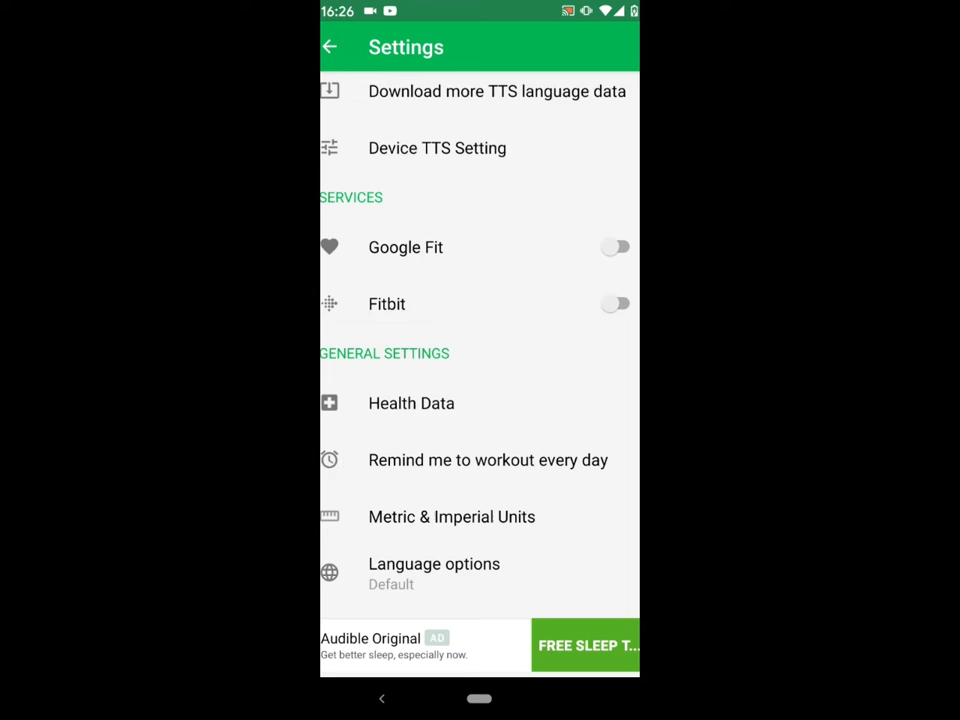 16:26
Settings
Download more TTS language data
Device TTS Setting
SERVICES
Google Fit
Fitbit
GENERAL SETTINGS
Health Data
Remind me to workout every day
Metric & Imperial Units
Language options
Default
Audible Original AD
Get better sleep, especially now.
FREE SLEEP T...